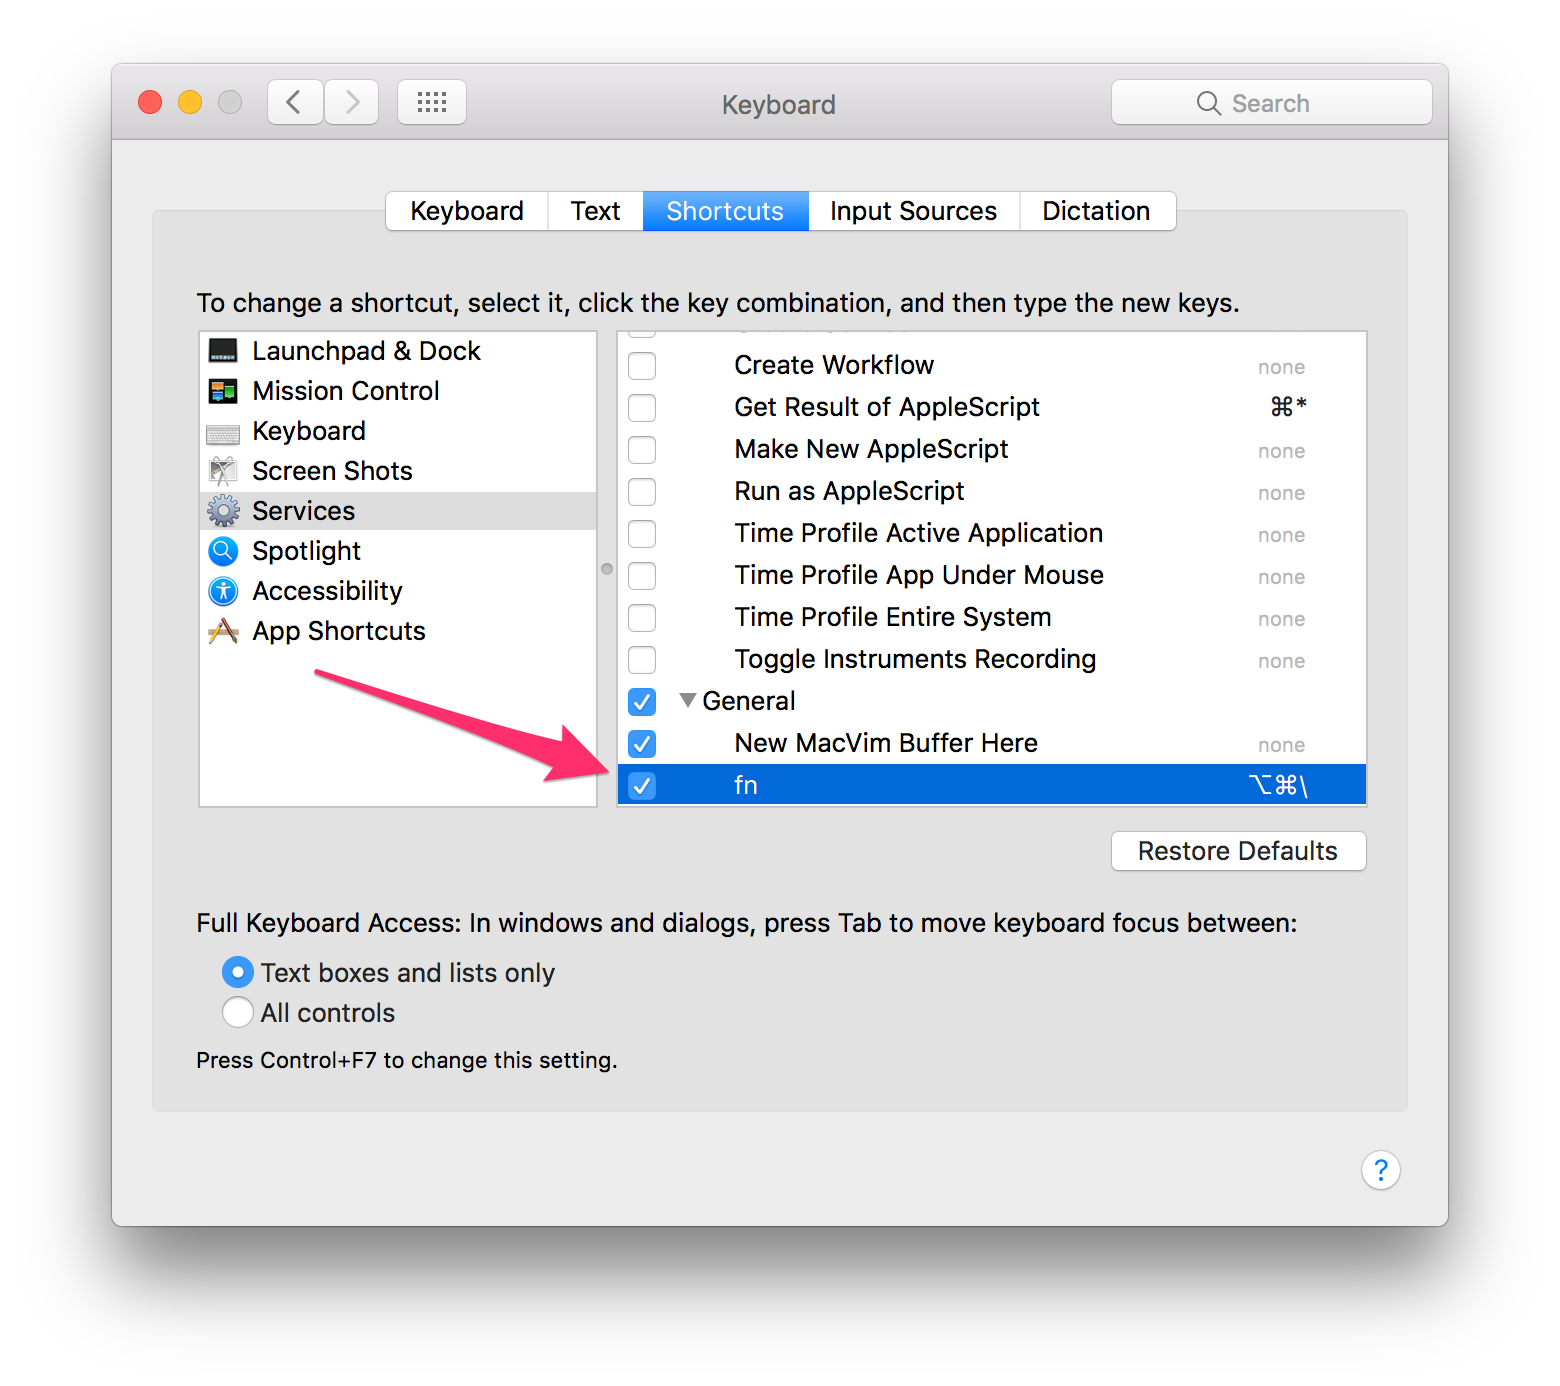 Keyboard
Search
Keyboard
Text
Shortcuts
Input Sources
Dictation
To change a shortcut, select it, click the key combination, and then type the new keys.
Launchpad & Dock
Mission Control
Keyboard
Screen Shots
Services
Spotlight
Accessibility
App Shortcuts
Create Workflow none
Get Result of AppleScript ⌘*
Make New AppleScript none
Run as AppleScript none
Time Profile Active Application none
Time Profile App Under Mouse none
Time Profile Entire System none
Toggle Instruments Recording none
General
New MacVim Buffer Here none
fn ⌥⌘\
Restore Defaults
Full Keyboard Access: In windows and dialogs, press Tab to move keyboard focus between:
Text boxes and lists only
All controls
Press Control+F7 to change this setting.
?